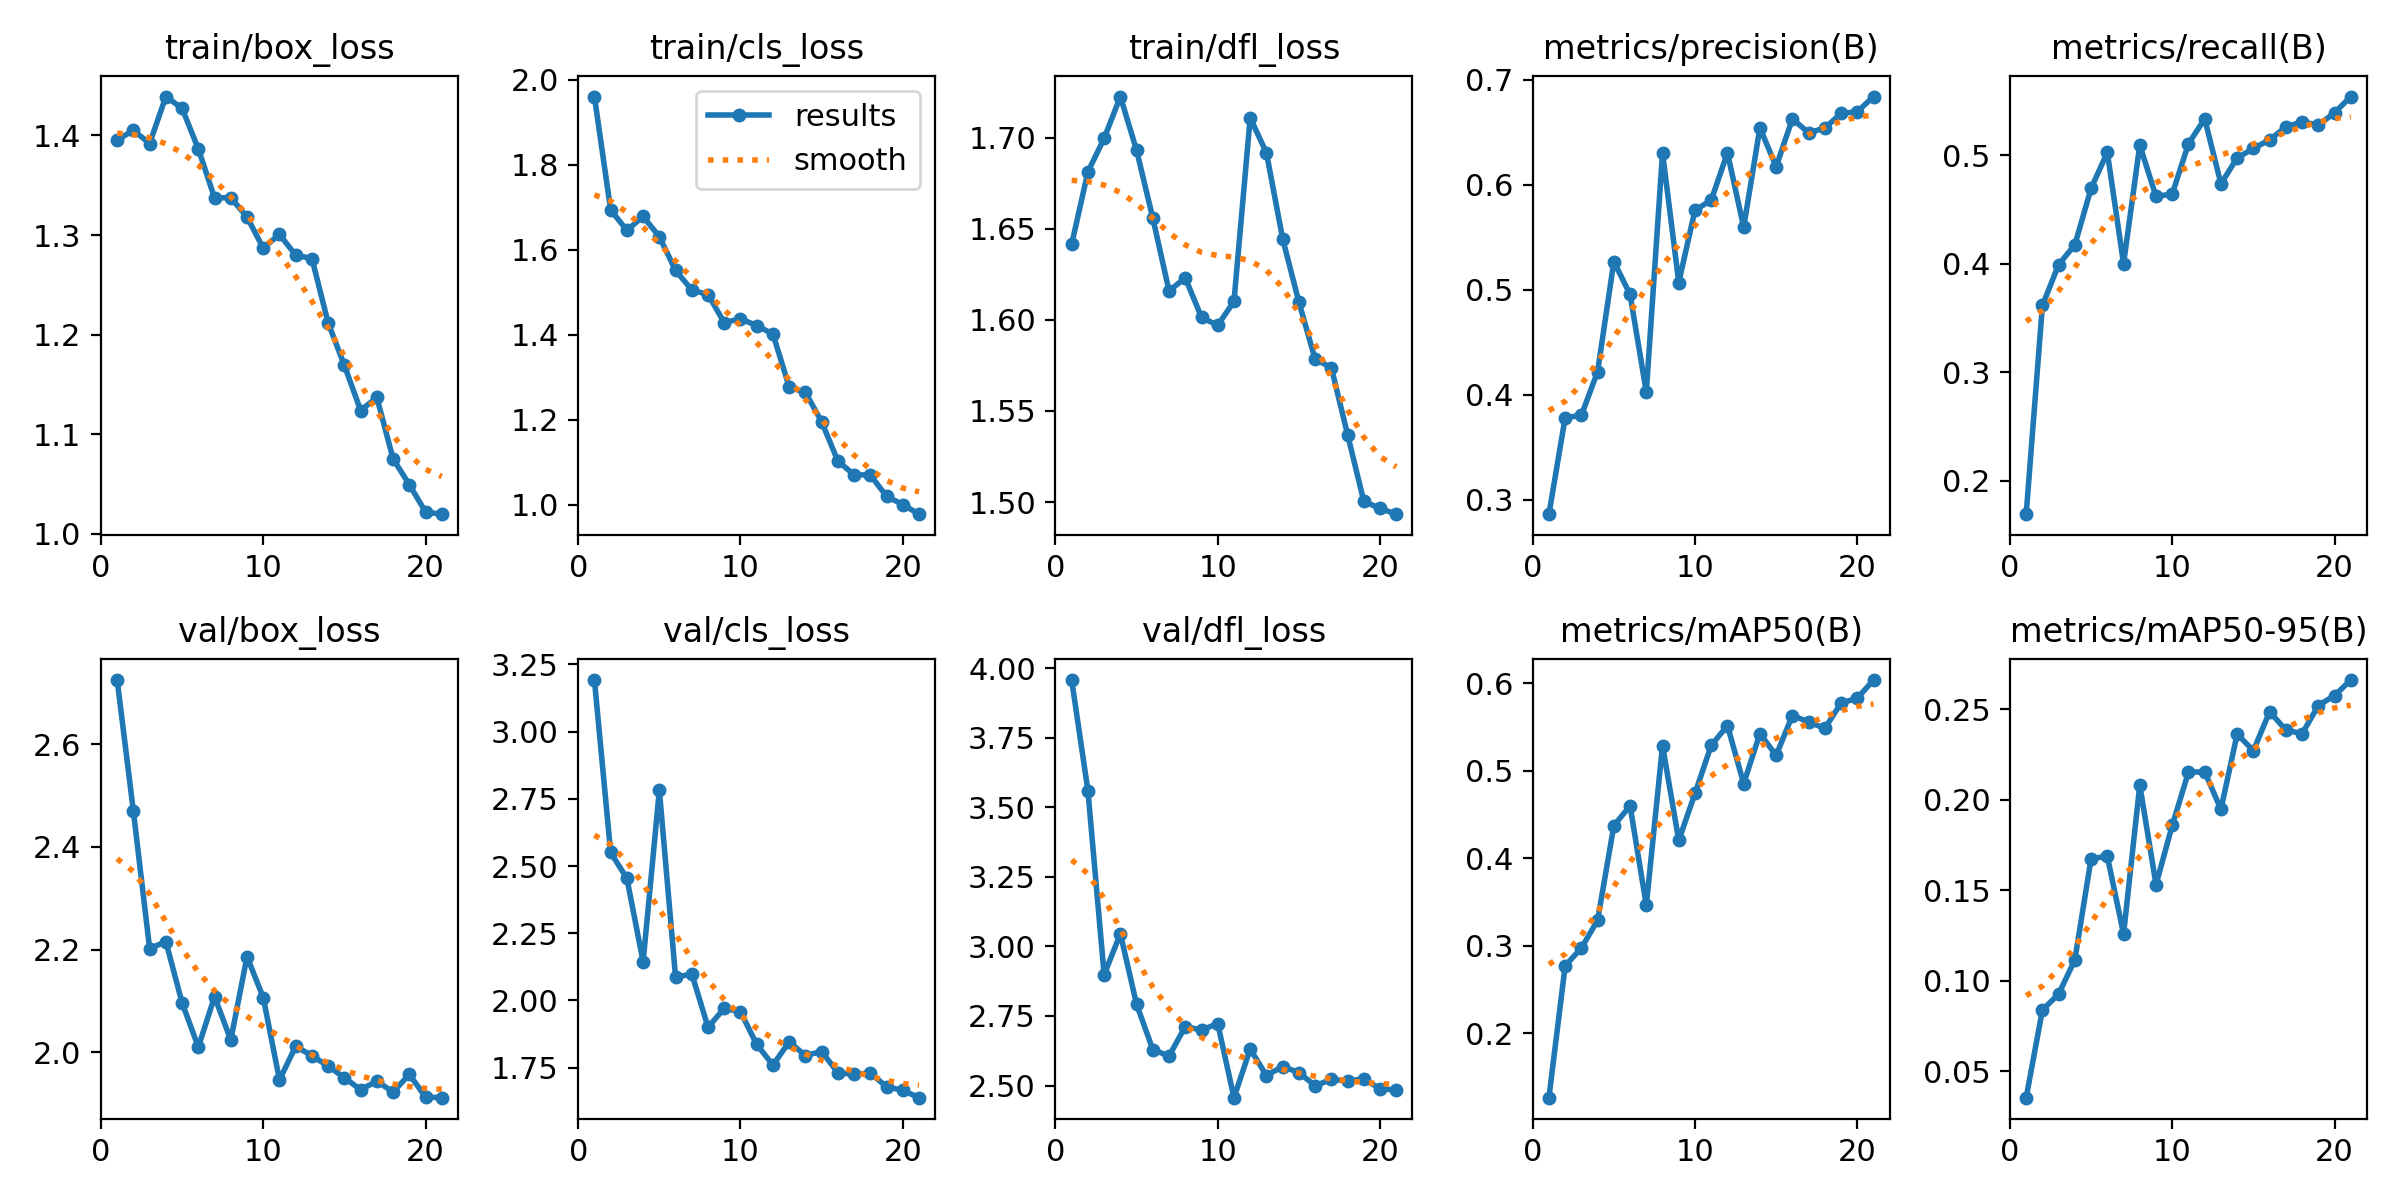 train/box_loss
1.4
1.3
1.2
1.1
1.0
0 10 20
train/cls_loss
results
smooth
2.0
1.8
1.6
1.4
1.2
1.0
0 10 20
train/dfl_loss
1.70
1.65
1.60
1.55
1.50
0 10 20
metrics/precision(B)
0.7
0.6
0.5
0.4
0.3
0 10 20
metrics/recall(B)
0.5
0.4
0.3
0.2
0 10 20
val/box_loss
2.6
2.4
2.2
2.0
0 10 20
val/cls_loss
3.25
3.00
2.75
2.50
2.25
2.00
1.75
0 10 20
val/dfl_loss
4.00
3.75
3.50
3.25
3.00
2.75
2.50
0 10 20
metrics/mAP50(B)
0.6
0.5
0.4
0.3
0.2
0 10 20
metrics/mAP50-95(B)
0.25
0.20
0.15
0.10
0.05
0 10 20